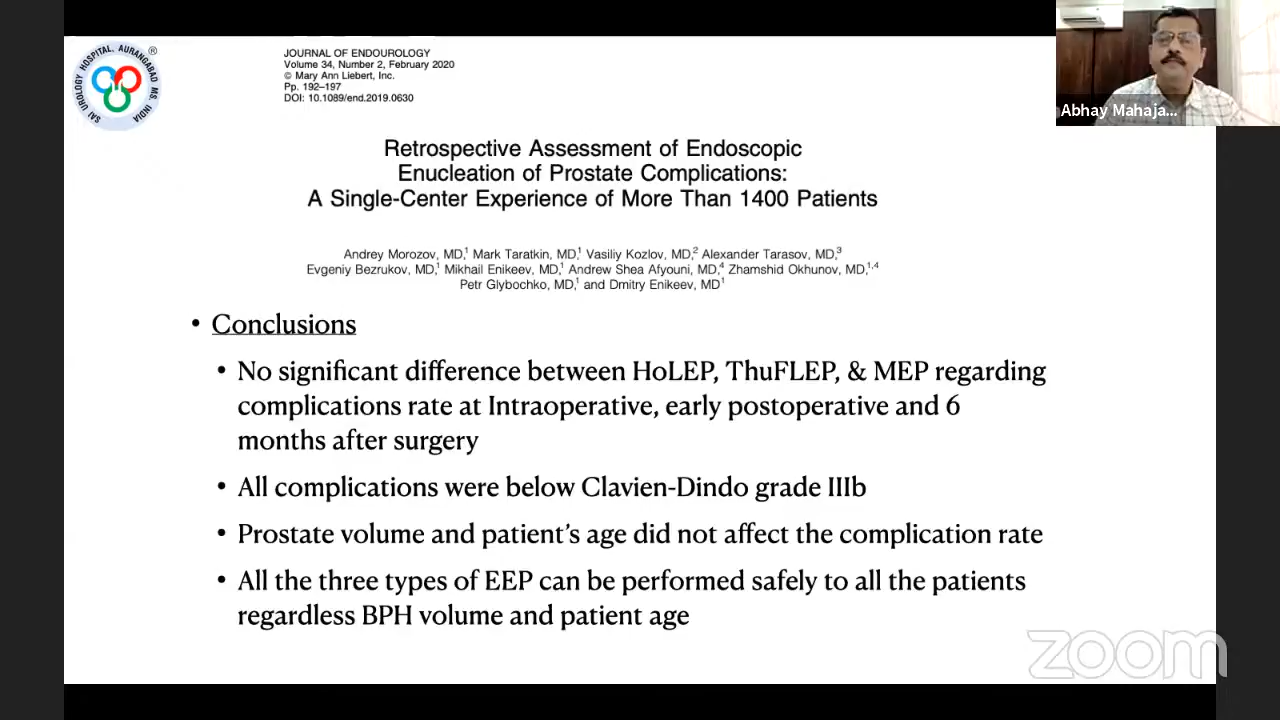 SAI UROLOGY HOSPITAL, AURANGABAD MS. INDIA
®
JOURNAL OF ENDOUROLOGY
Volume 34, Number 2, February 2020
© Mary Ann Liebert, Inc.
Pp. 192–197
DOI: 10.1089/end.2019.0630
Abhay Mahaja...
Retrospective Assessment of Endoscopic
Enucleation of Prostate Complications:
A Single-Center Experience of More Than 1400 Patients
Andrey Morozov, MD,1 Mark Taratkin, MD,1 Vasiliy Kozlov, MD,2 Alexander Tarasov, MD,3
Evgeniy Bezrukov, MD,1 Mikhail Enikeev, MD,1 Andrew Shea Afyouni, MD,4 Zhamshid Okhunov, MD,1,4
Petr Glybochko, MD,1 and Dmitry Enikeev, MD1
• Conclusions
• No significant difference between HoLEP, ThuFLEP, & MEP regarding
complications rate at Intraoperative, early postoperative and 6
months after surgery
• All complications were below Clavien-Dindo grade IIIb
• Prostate volume and patient’s age did not affect the complication rate
• All the three types of EEP can be performed safely to all the patients
regardless BPH volume and patient age
zoom